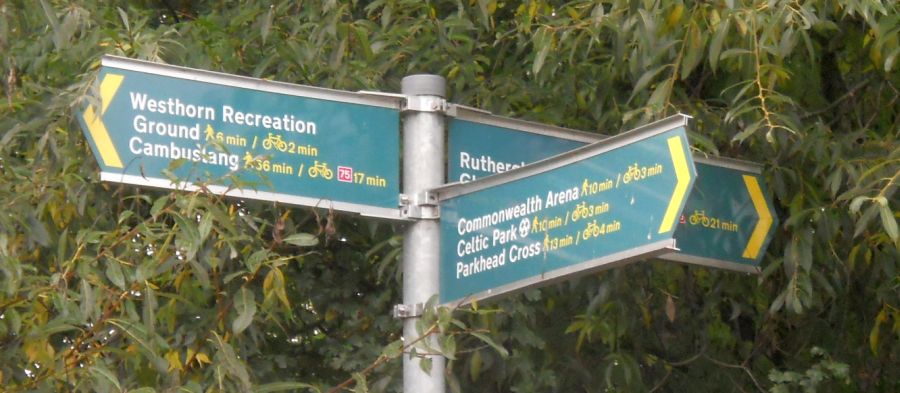 Westhorn Recreation
Ground 6 min / 2 min
Cambuslang 56 min / 75 17 min
Commonwealth Arena 10 min / 3 min
Celtic Park 10 min / 3 min
Parkhead Cross 13 min / 4 min
21 min